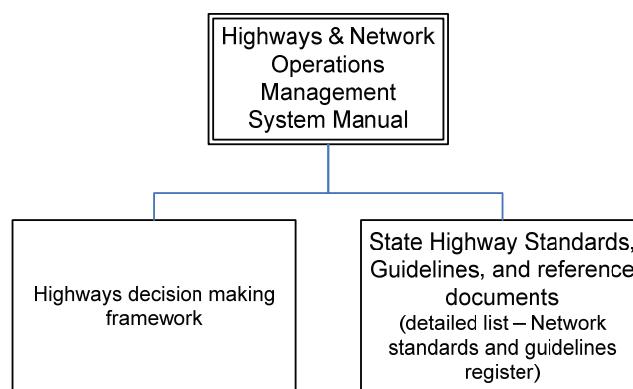 Highways & Network
Operations
Management
System Manual
Highways decision making
framework
State Highway Standards,
Guidelines, and reference
documents
(detailed list – Network
standards and guidelines
register)